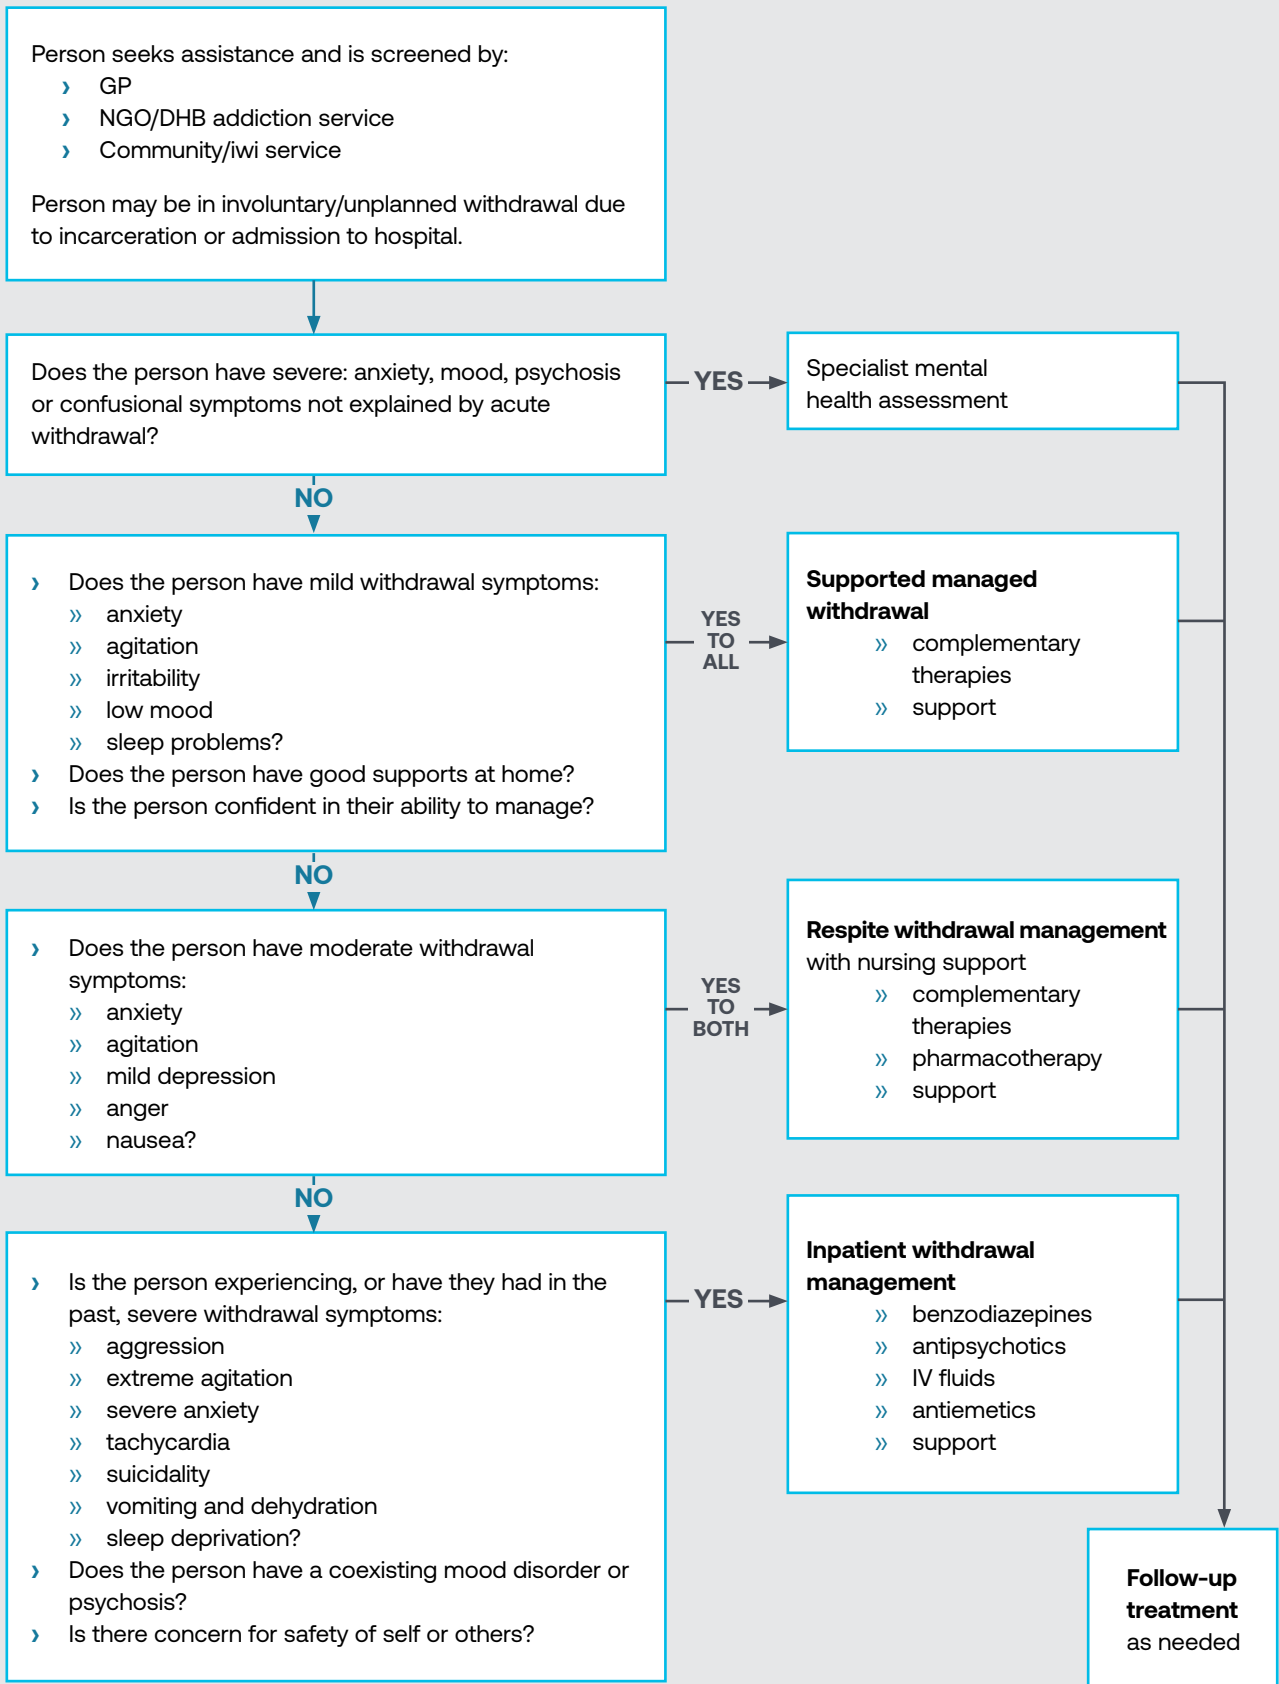 Person seeks assistance and is screened by:
› GP
› NGO/DHB addiction service
› Community/iwi service
Person may be in involuntary/unplanned withdrawal due
to incarceration or admission to hospital.
Does the person have severe: anxiety, mood, psychosis
or confusional symptoms not explained by acute
withdrawal?
YES
Specialist mental
health assessment
NO
› Does the person have mild withdrawal symptoms:
» anxiety
» agitation
» irritability
» low mood
» sleep problems?
› Does the person have good supports at home?
› Is the person confident in their ability to manage?
YES
TO
ALL
Supported managed
withdrawal
» complementary
therapies
» support
NO
› Does the person have moderate withdrawal
symptoms:
» anxiety
» agitation
» mild depression
» anger
» nausea?
YES
TO
BOTH
Respite withdrawal management
with nursing support
» complementary
therapies
» pharmacotherapy
» support
NO
› Is the person experiencing, or have they had in the
past, severe withdrawal symptoms:
» aggression
» extreme agitation
» severe anxiety
» tachycardia
» suicidality
» vomiting and dehydration
» sleep deprivation?
› Does the person have a coexisting mood disorder or
psychosis?
› Is there concern for safety of self or others?
YES
Inpatient withdrawal
management
» benzodiazepines
» antipsychotics
» IV fluids
» antiemetics
» support
Follow-up
treatment
as needed